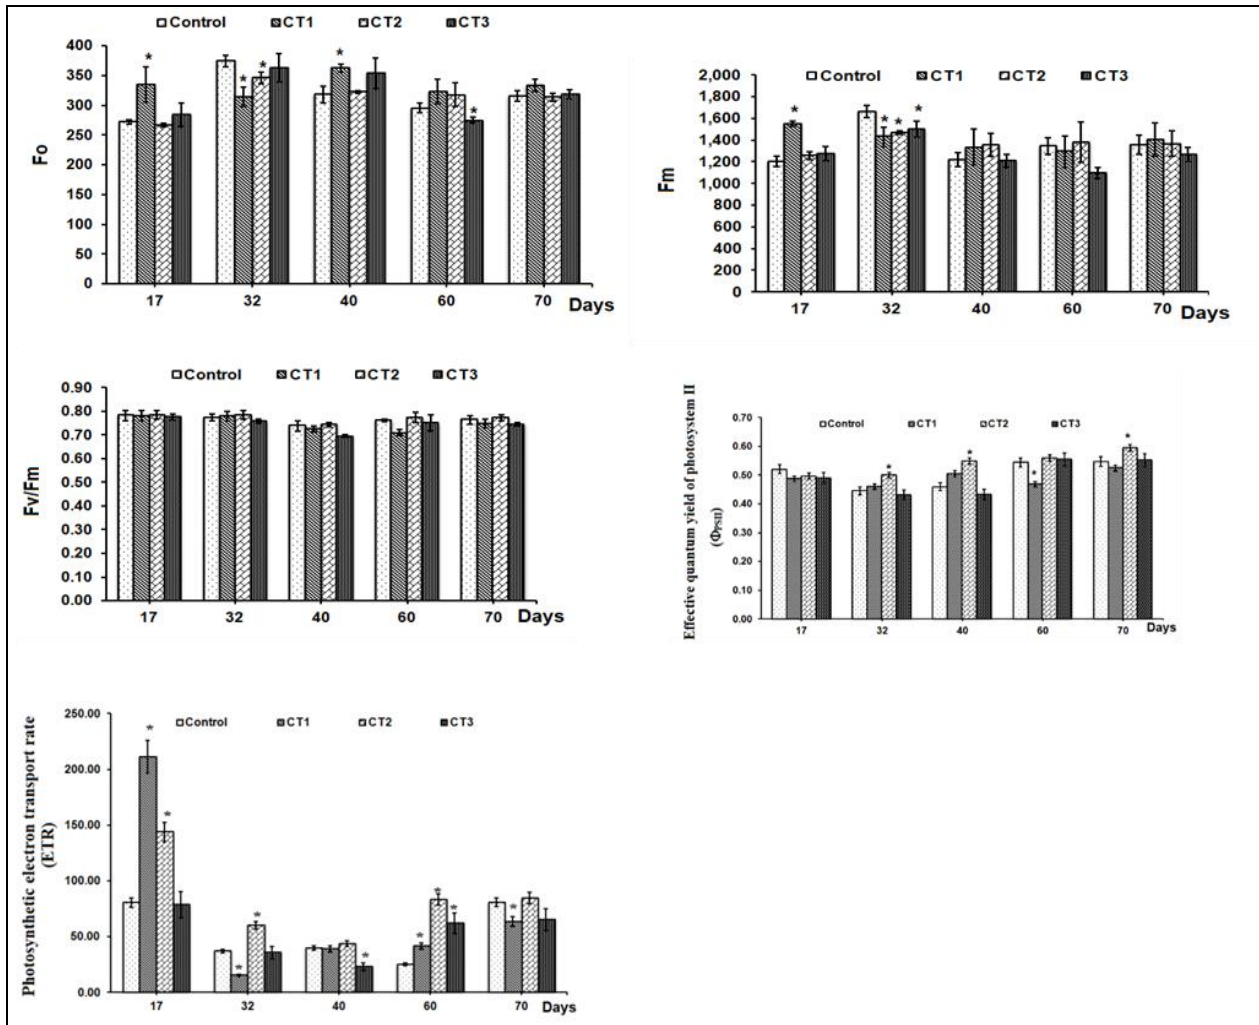 Control CT1 CT2 CT3
400
350
300
250
200
150
100
50
0
Fo
* * * * *
17 32 40 60 70 Days
2,000
1,800
1,600
1,400
1,200
1,000
800
600
400
200
0
Control CT1 CT2 CT3
Fm
* * * *
17 32 40 60 70 Days
Control CT1 CT2 CT3
0.90
0.80
0.70
0.60
0.50
0.40
0.30
0.20
0.10
0.00
Fv/Fm
17 32 40 60 70 Days
0.70
0.60
0.50
0.40
0.30
0.20
0.10
0.00
Control CT1 CT2 CT3
Effective quantum yield of photosystem II
(ΦPSII)
* * * *
17 32 40 60 70 Days
250.00
200.00
150.00
100.00
50.00
0.00
Control CT1 CT2 CT3
Photosynthetic electron transport rate
(ETR)
* * * * * * * * *
17 32 40 60 70 Days